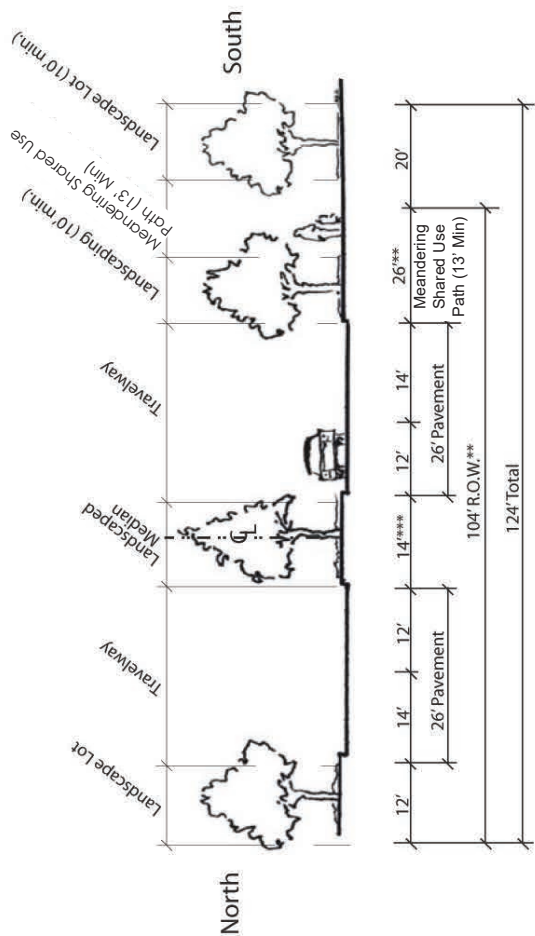 North
South
Landscape Lot
Travelway
Landscaped
Median
Travelway
Landscaping (10' min.)
Meandering Shared Use
Path (13' Min)
Landscape Lot (10' min.)
CL
12'
14'
12'
14'***
12'
14'
26'**
20'
26' Pavement
26' Pavement
Meandering
Shared Use
Path (13' Min)
104' R.O.W.**
124' Total